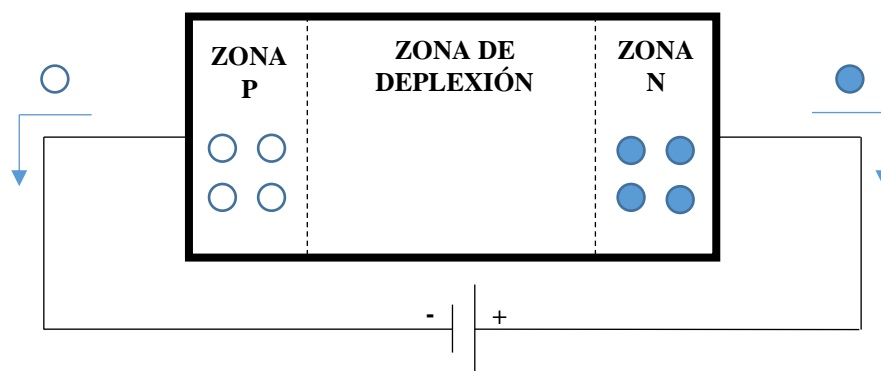 ZONA
P
ZONA DE
DEPLEXIÓN
ZONA
N
- +